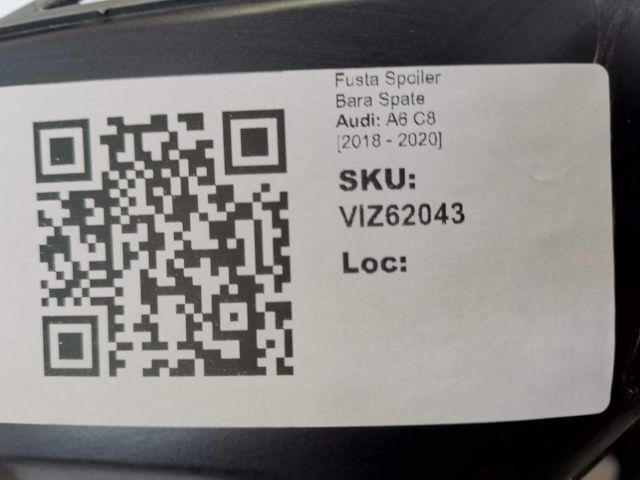 Fusta Spoiler
Bara Spate
Audi: A6 C8
[2018 - 2020]
SKU:
VIZ62043
Loc: